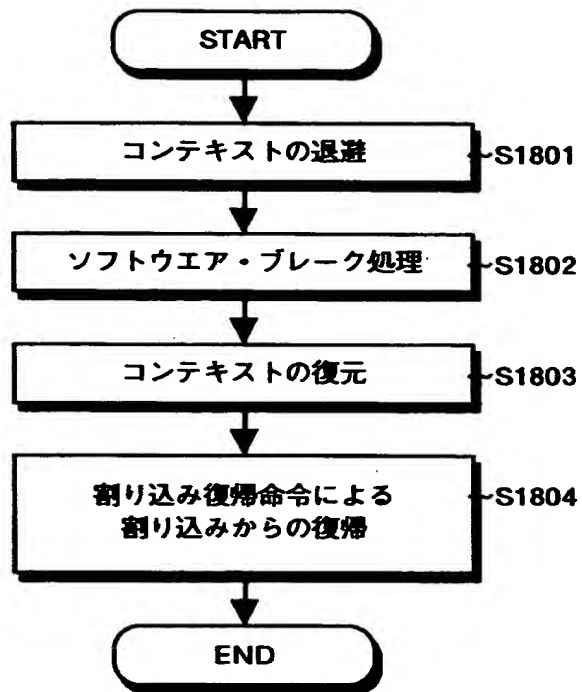 START
コンテキストの退避
S1801
ソフトウエア・ブレーク処理
S1802
コンテキストの復元
S1803
割り込み復帰命令による
割り込みからの復帰
S1804
END